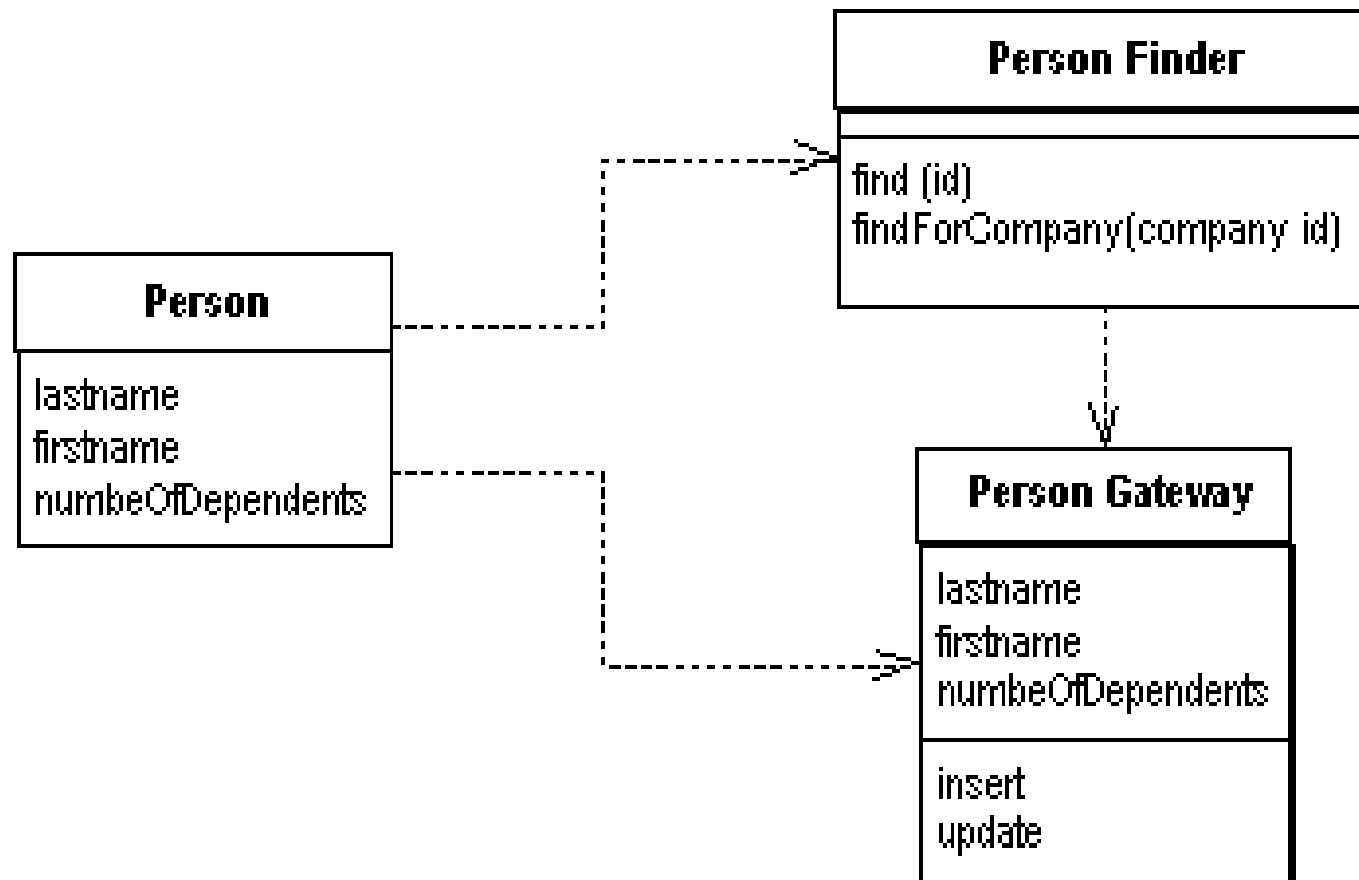 Person Finder
find (id)
findForCompany(company id)
Person
lastname
firstname
numbeOfDependents
Person Gateway
lastname
firstname
numbeOfDependents
insert
update